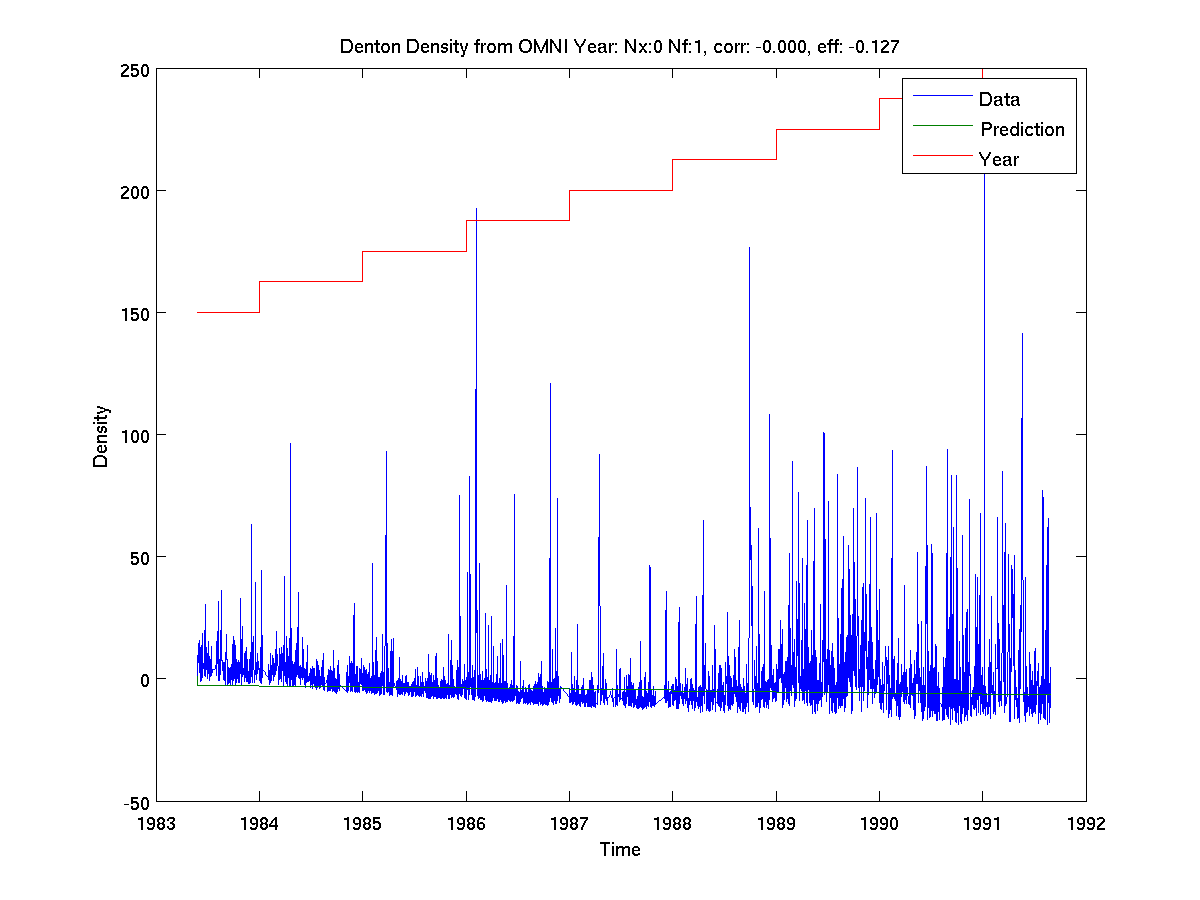 Denton Density from OMNI Year: Nx:0 Nf:1, corr: -0.000, eff: -0.127
250
200
150
100
50
0
-50
Density
Data
Prediction
Year
1983 1984 1985 1986 1987 1988 1989 1990 1991 1992
Time